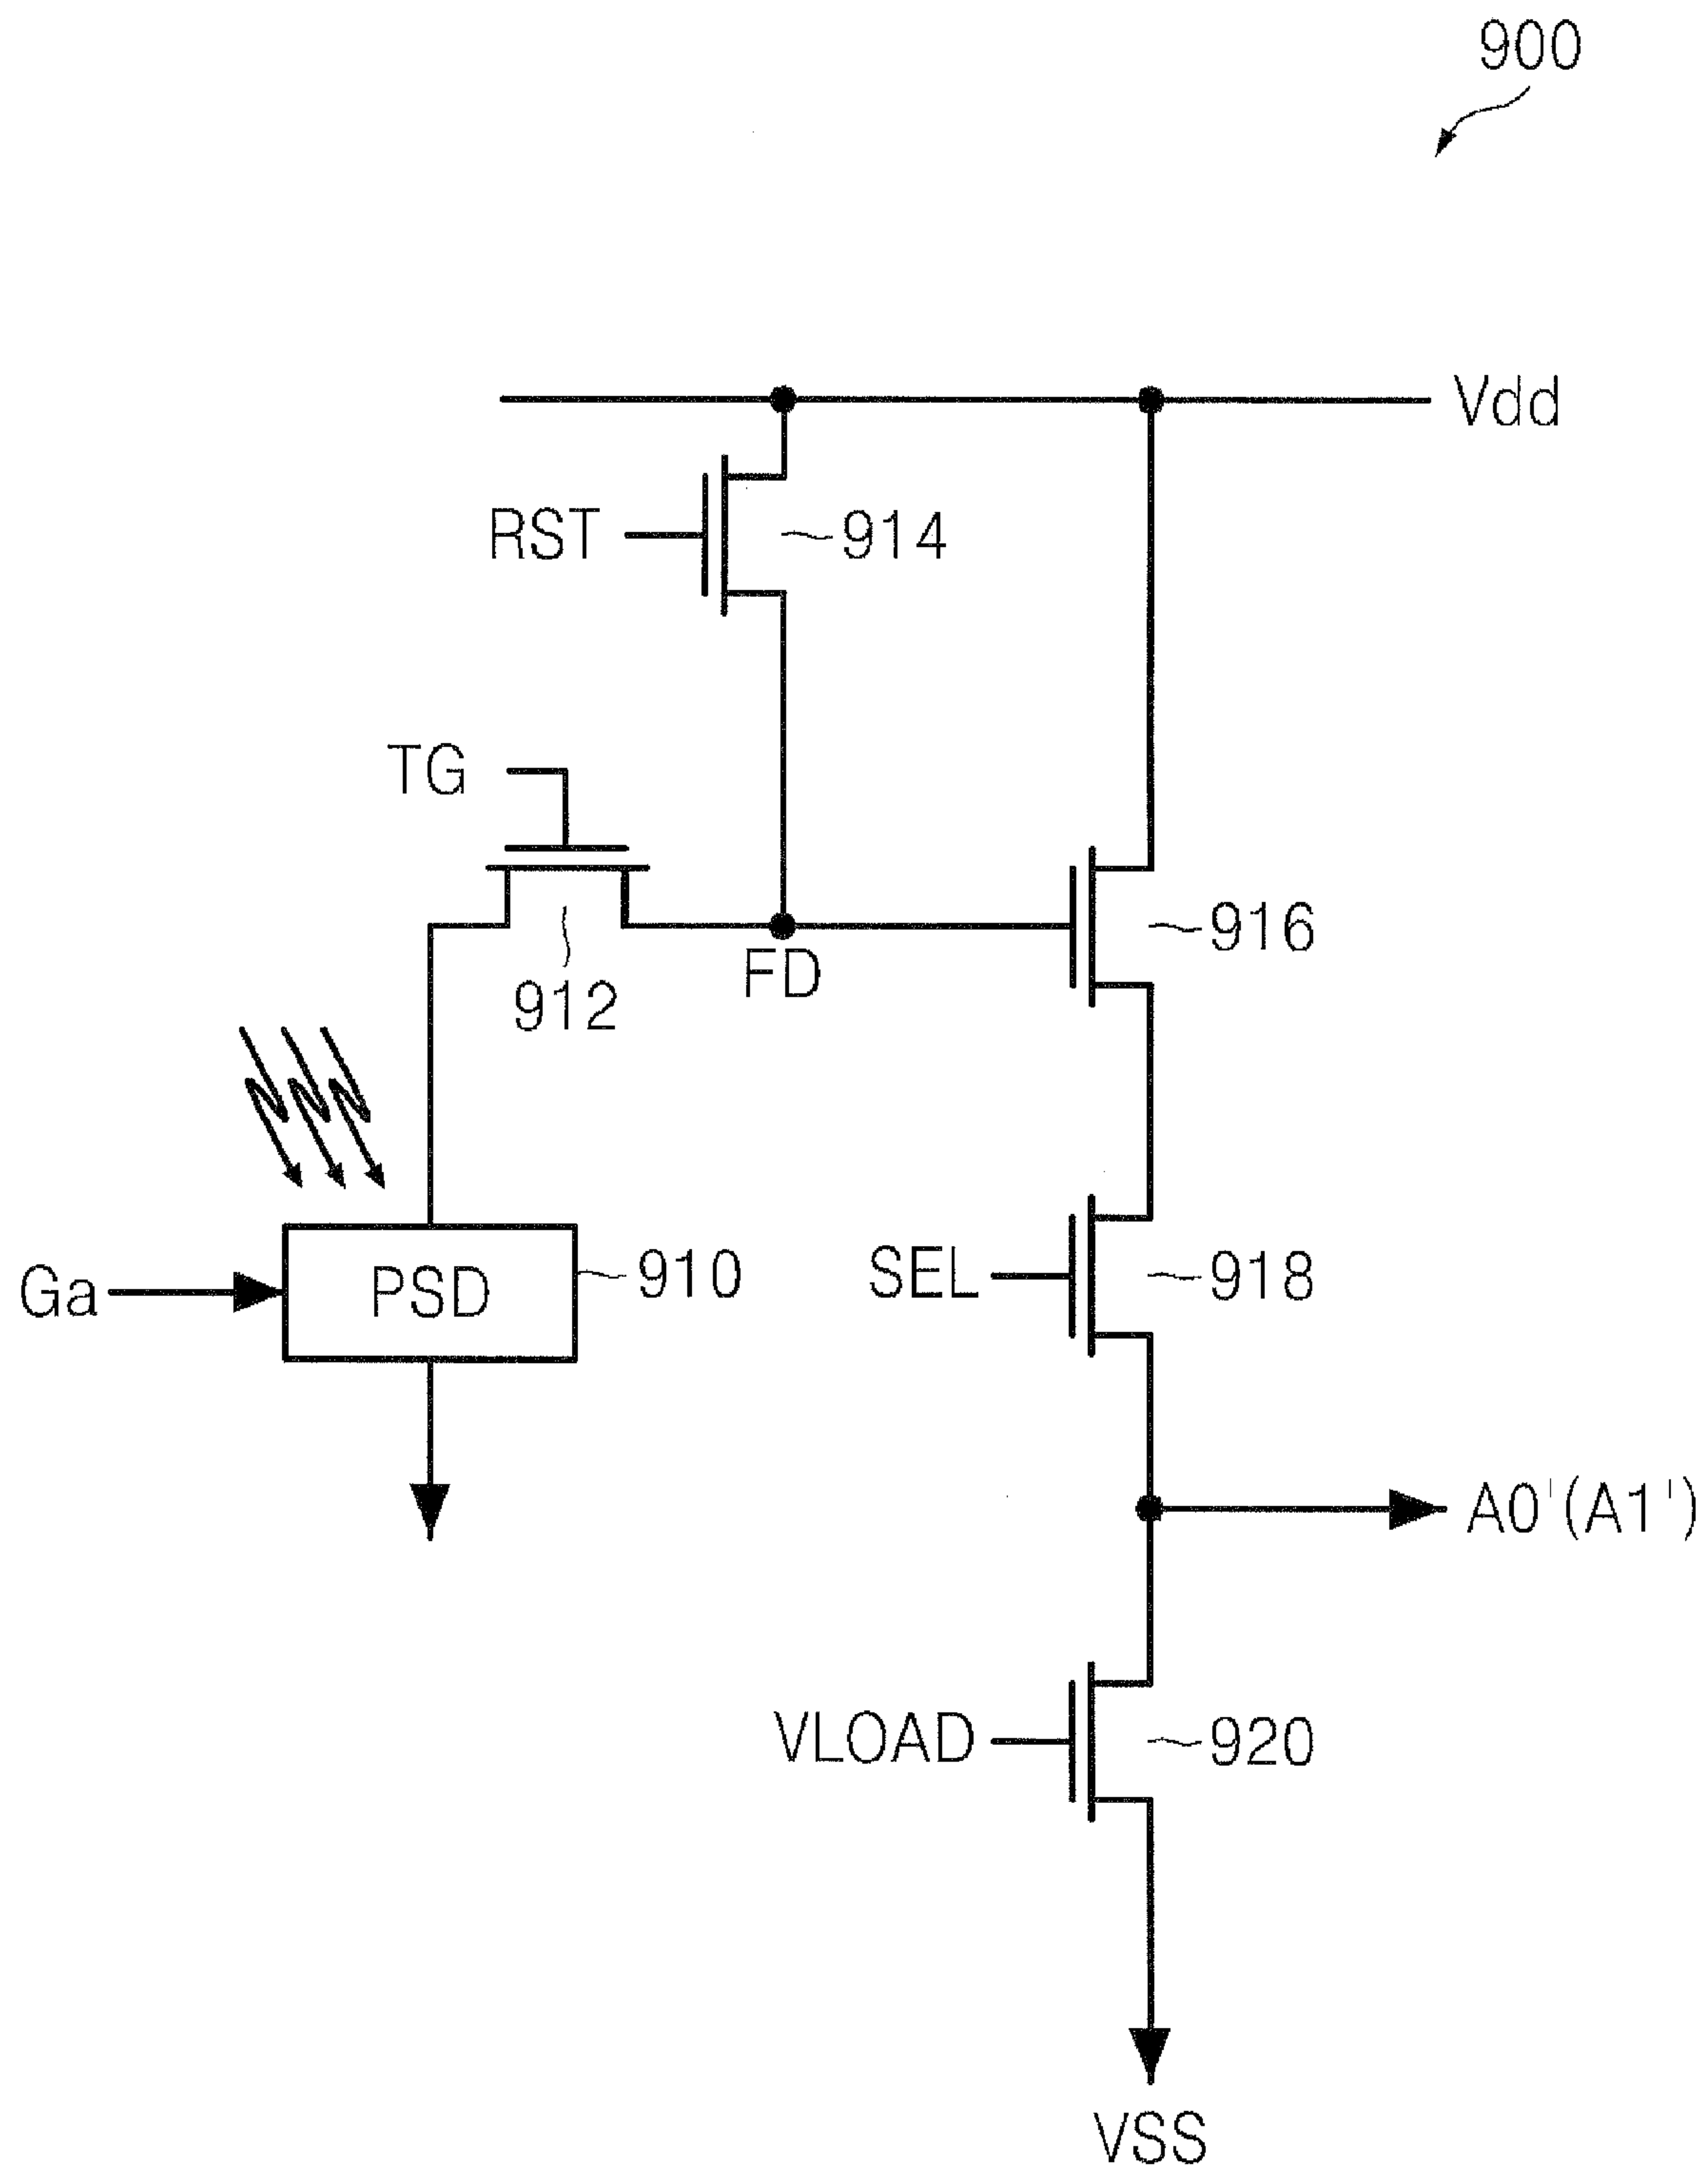 900
Vdd
RST
914
TG
916
FD
912
Ga
PSD
910
SEL
918
A0'(A1')
VLOAD
920
VSS